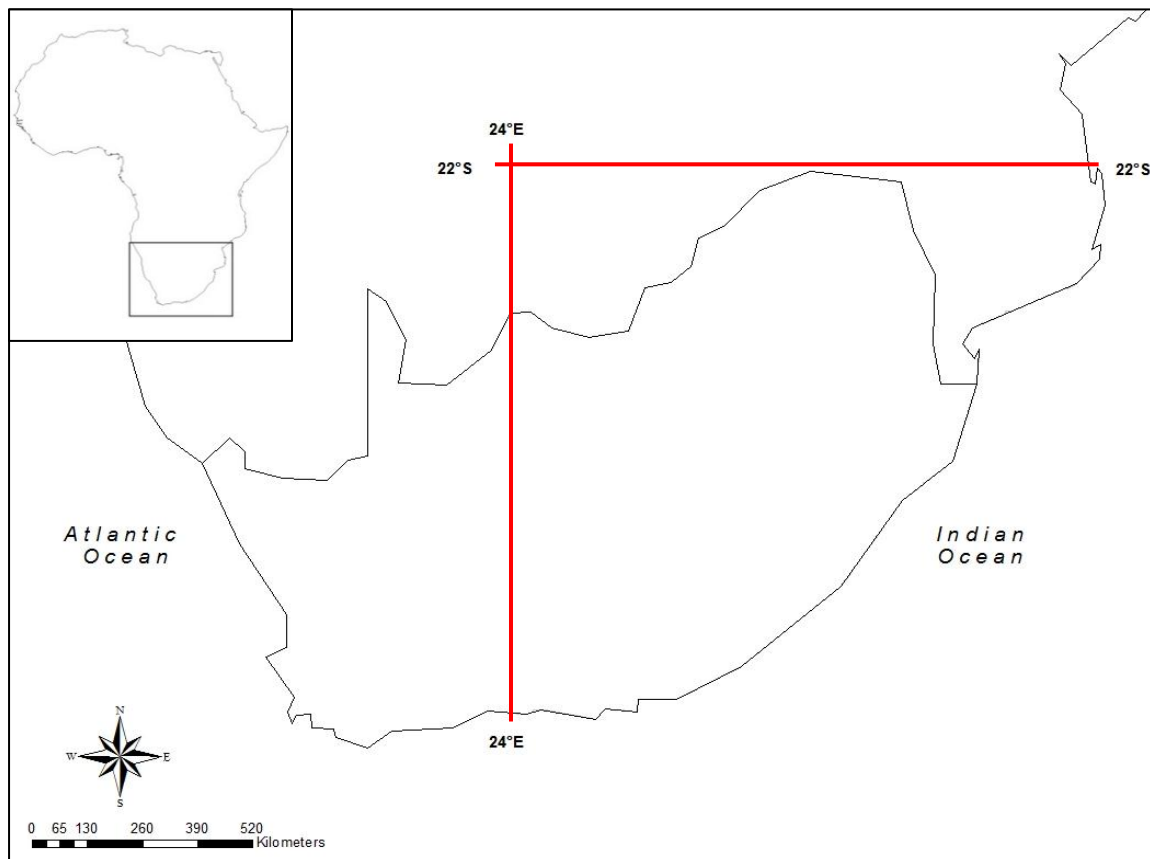 24°E
22°S
22°S
Atlantic
Ocean
Indian
Ocean
N
W
E
S
24°E
0 65 130 260 390 520
Kilometers